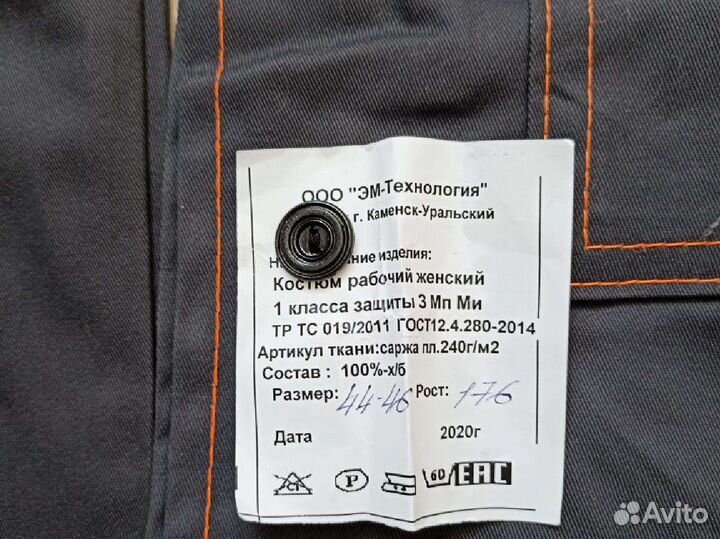 ООО "ЭМ-Технология"
г. Каменск-Уральский
изделия:
Костюм рабочий женский
1 класса защиты З Мп Ми
ТР ТС 019/2011 ГОСТ12.4.280-2014
Артикул ткани:саржа пл.240г/м2
Состав : 100%-х/б
Размер: 44-46 Рост: 176
Дата 2020г
Cl P 60 EAC
Avito